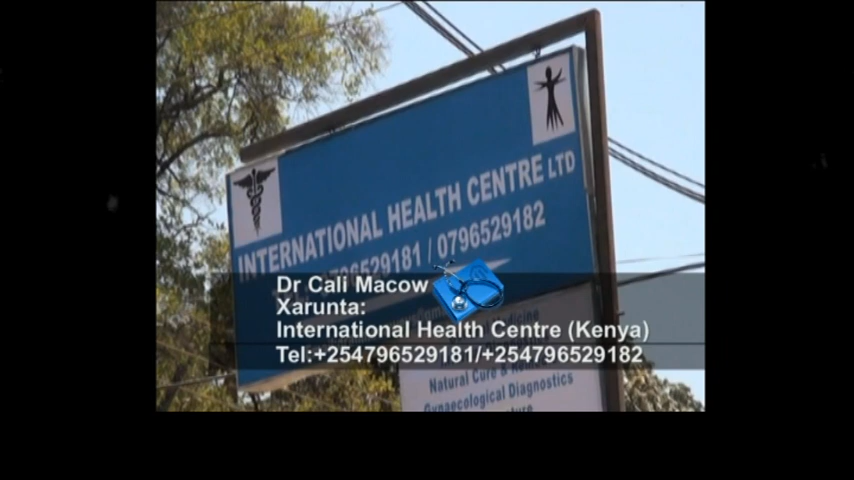 INTERNATIONAL HEALTH CENTRE LTD
0796529181 / 0796529182
Dr Cali Macow
Xarunta:
International Health Centre (Kenya)
Tel:+254796529181/+254796529182
Natural Cure &
Gynaecological Diagnostics